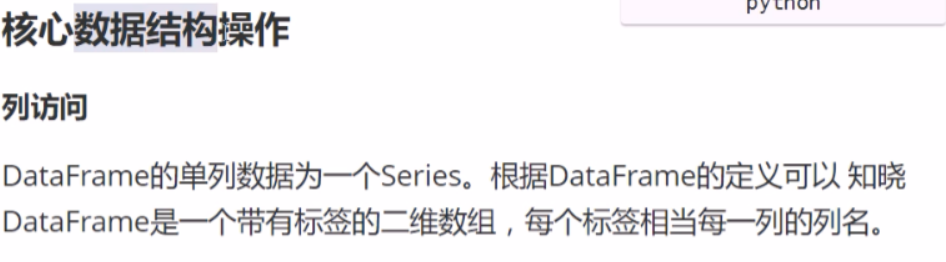 python
核心数据结构操作
列访问
DataFrame的单列数据为一个Series。根据DataFrame的定义可以 知晓
DataFrame是一个带有标签的二维数组，每个标签相当每一列的列名。